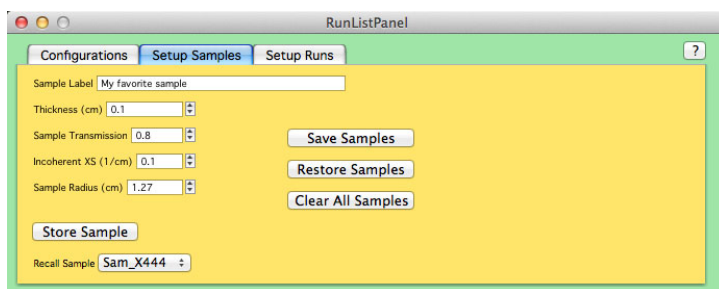 RunListPanel
Configurations Setup Samples Setup Runs ?
Sample Label My favorite sample
Thickness (cm) 0.1
Sample Transmission 0.8 Save Samples
Incoherent XS (1/cm) 0.1 Restore Samples
Sample Radius (cm) 1.27 Clear All Samples
Store Sample
Recall Sample Sam_X444